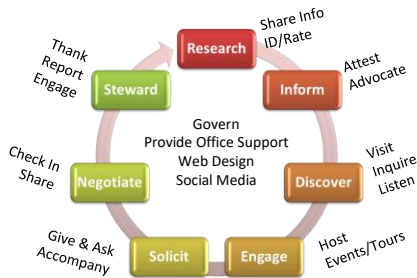 Research
Share Info
ID/Rate
Inform
Attest
Advocate
Discover
Visit
Inquire
Listen
Engage
Host
Events/Tours
Solicit
Give & Ask
Accompany
Negotiate
Check In
Share
Steward
Thank
Report
Engage
Govern
Provide Office Support
Web Design
Social Media